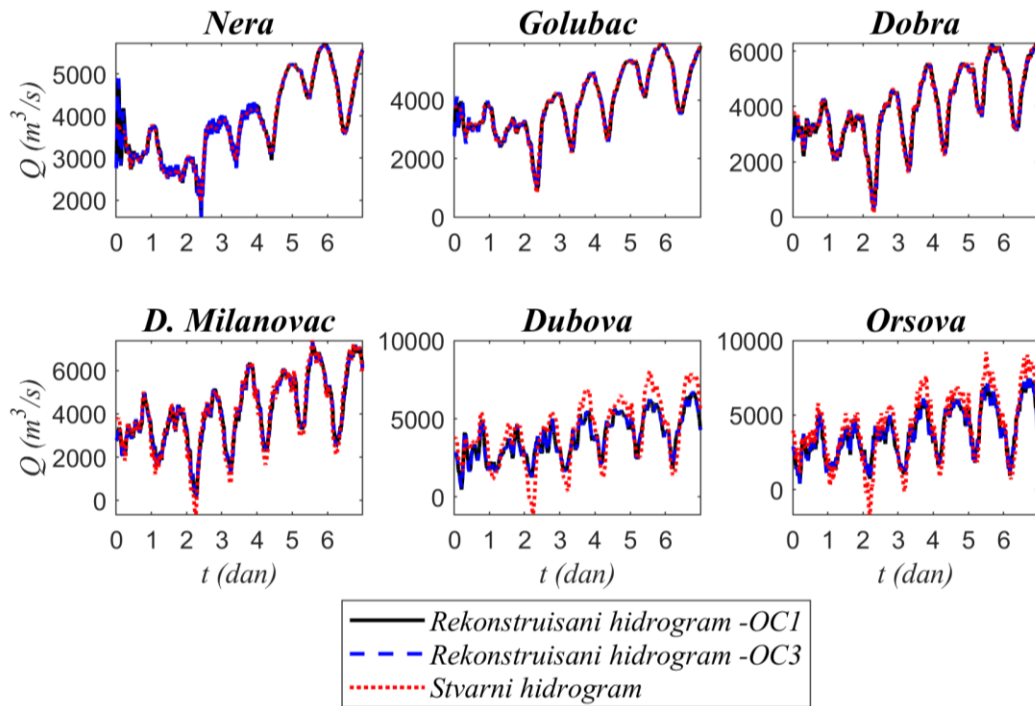 Nera Golubac Dobra
5000
4000
3000
2000
Q (m³/s)
0 1 2 3 4 5 6
4000
2000
0
0 1 2 3 4 5 6
6000
4000
2000
0
0 1 2 3 4 5 6
D. Milanovac Dubova Orsova
6000
4000
2000
0
Q (m³/s)
0 1 2 3 4 5 6
t (dan)
10000
5000
0
0 1 2 3 4 5 6
t (dan)
10000
5000
0
0 1 2 3 4 5 6
t (dan)
Rekonstruisani hidrogram -OC1
Rekonstruisani hidrogram -OC3
Stvarni hidrogram